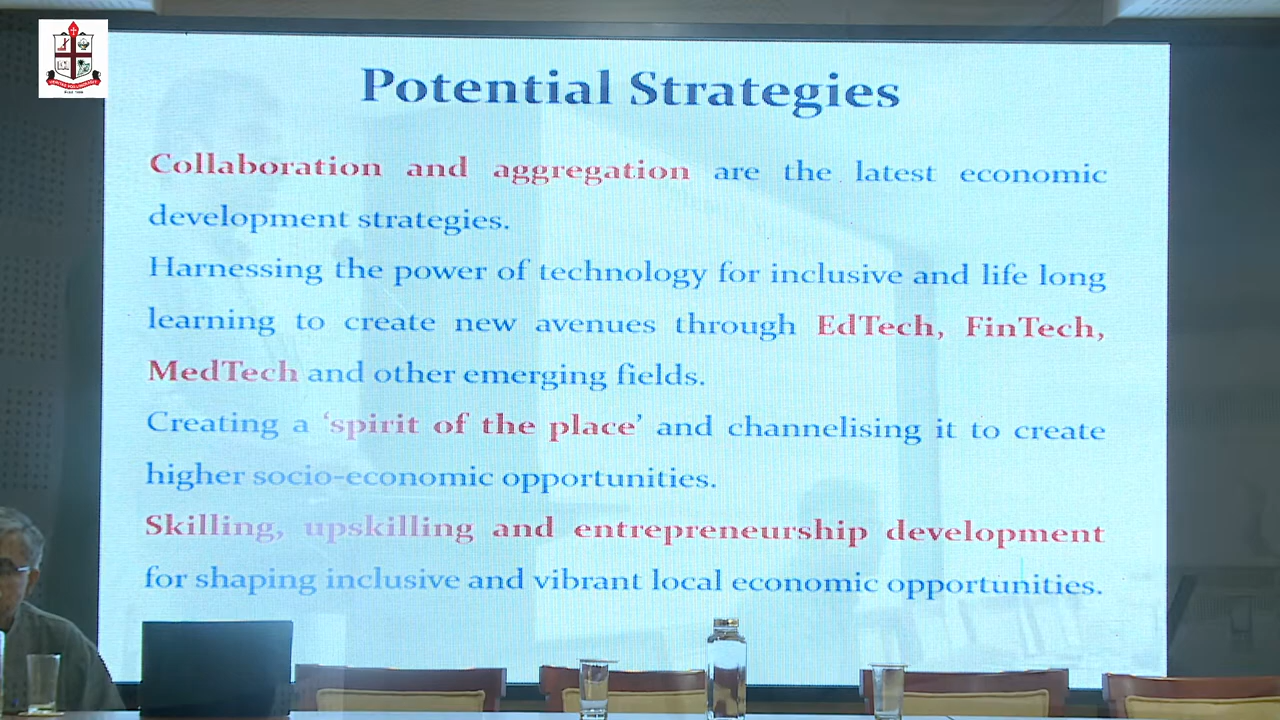 Potential Strategies
Collaboration and aggregation are the latest economic
development strategies.
Harnessing the power of technology for inclusive and life long
learning to create new avenues through EdTech, FinTech,
MedTech and other emerging fields.
Creating a ‘spirit of the place’ and channelising it to create
higher socio-economic opportunities.
Skilling, upskilling and entrepreneurship development
for shaping inclusive and vibrant local economic opportunities.